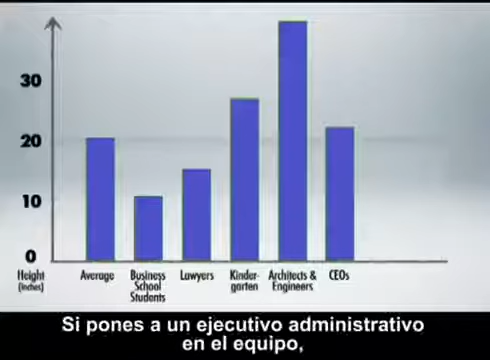 30
20
10
0
Height
(inches)
Average
Business
School
Students
Lawyers
Kinder-
garten
Architects &
Engineers
CEOs
Si pones a un ejecutivo administrativo
en el equipo,